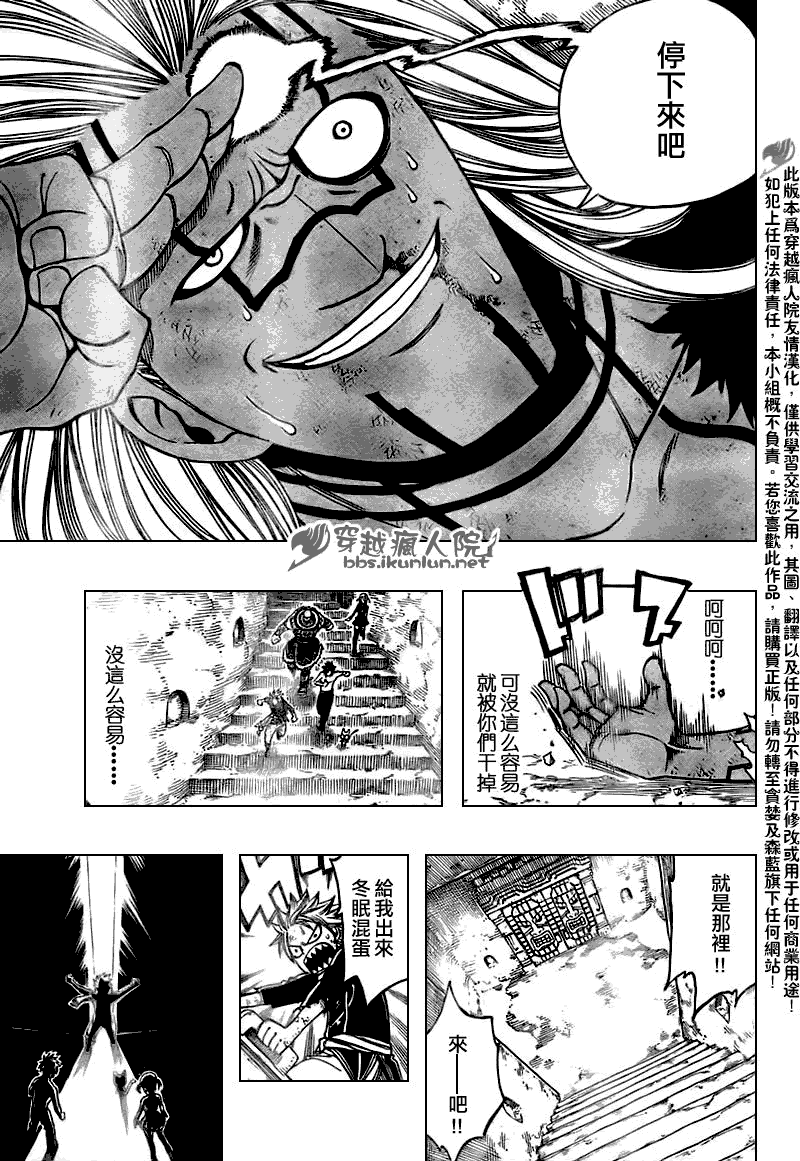 停下來吧
呵呵呵……
可沒這么容易
就被你們干掉
沒這么容易……
就是那裡!!
來——吧!!
給我出來
冬眠混蛋
穿越瘋人院
bbs.ikunlun.net
此版本爲穿越瘋人院友情漢化，僅供學習交流之用，其圖、翻譯以及任何部分不得進行修改或用于任何商業用途！
如犯上任何法律責任，本小組概不負責。若您喜歡此作品，請購買正版！請勿轉至貪婪及森藍旗下任何網站！